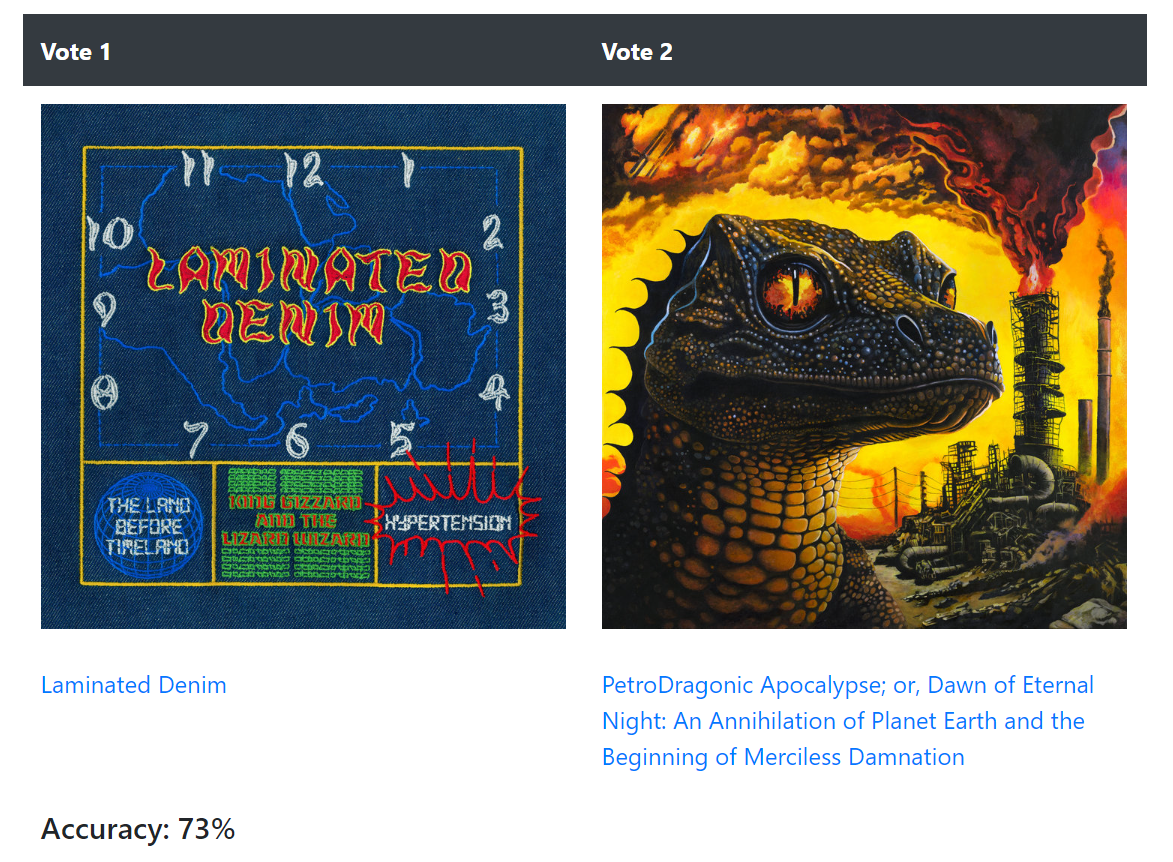 Vote 1
Vote 2
11 12 1
10 2
LAMINATED
DENIM
9 3
8 4
7 6 5
THE LAND
BEFORE
TIMELAND
KING GIZZARD
AND THE
LIZARD WIZARD
HYPERTENSION
Laminated Denim
PetroDragonic Apocalypse; or, Dawn of Eternal
Night: An Annihilation of Planet Earth and the
Beginning of Merciless Damnation
Accuracy: 73%